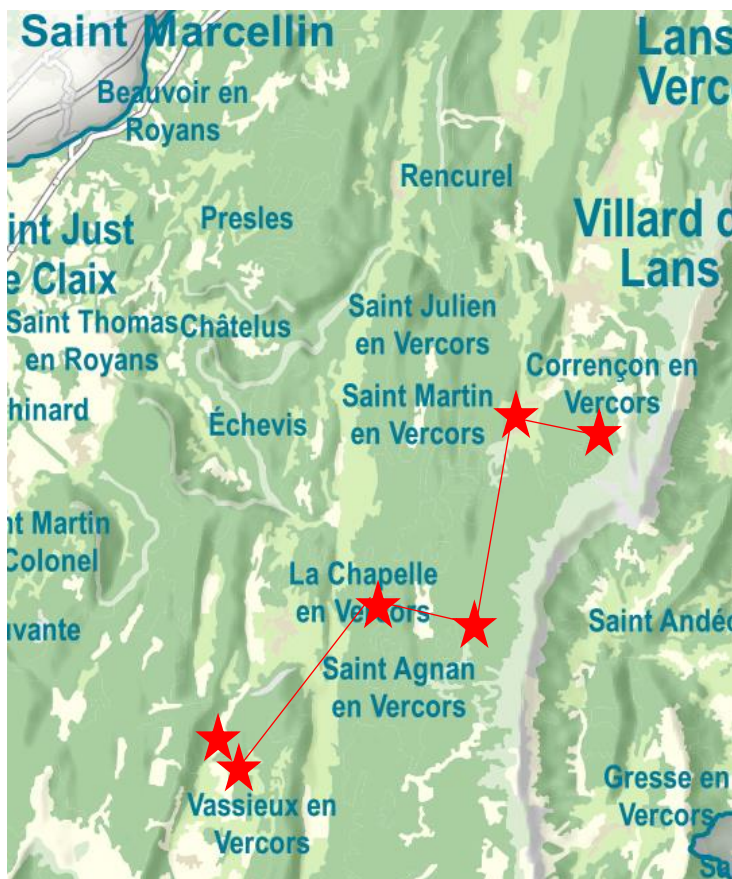 Saint Marcellin
Lans
Verc
Beauvoir en
Royans
Rencurel
Presles
int Just
e Claix
Villard d
Lans
Saint Thomas
en Royans
Châtelus
Saint Julien
en Vercors
Corrençon en
Vercors
hinard
Échevis
Saint Martin
en Vercors
nt Martin
Colonel
La Chapelle
en Vercors
uvante
Saint Andéo
Saint Agnan
en Vercors
Vassieux en
Vercors
Gresse en
Vercors
Sa